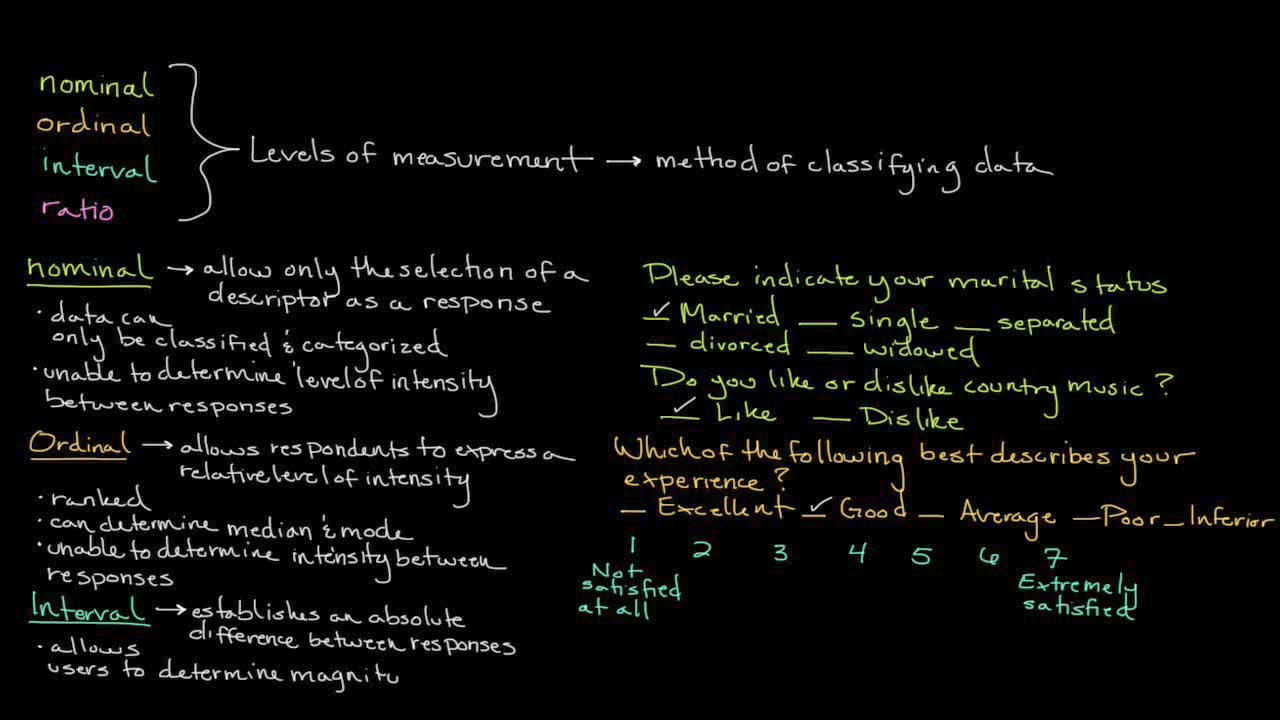 nominal
ordinal
interval
ratio
Levels of measurement → method of classifying data
nominal → allow only the selection of a
descriptor as a response
· data can
only be classified & categorized
· unable to determine level of intensity
between responses
Ordinal → allows respondents to express a
relative level of intensity
· ranked
· can determine median & mode
· unable to determine intensity between
responses
Interval → establishes an absolute
difference between responses
· allows
users to determine magnitu
Please indicate your marital status
✓ Married __ single __ separated
__ divorced __ widowed
Do you like or dislike country music?
✓ Like __ Dislike
Which of the following best describes your
experience?
__ Excellent ✓ Good __ Average __ Poor __ Inferior
1 2 3 4 5 6 7
Not
satisfied
at all
Extremely
satisfied